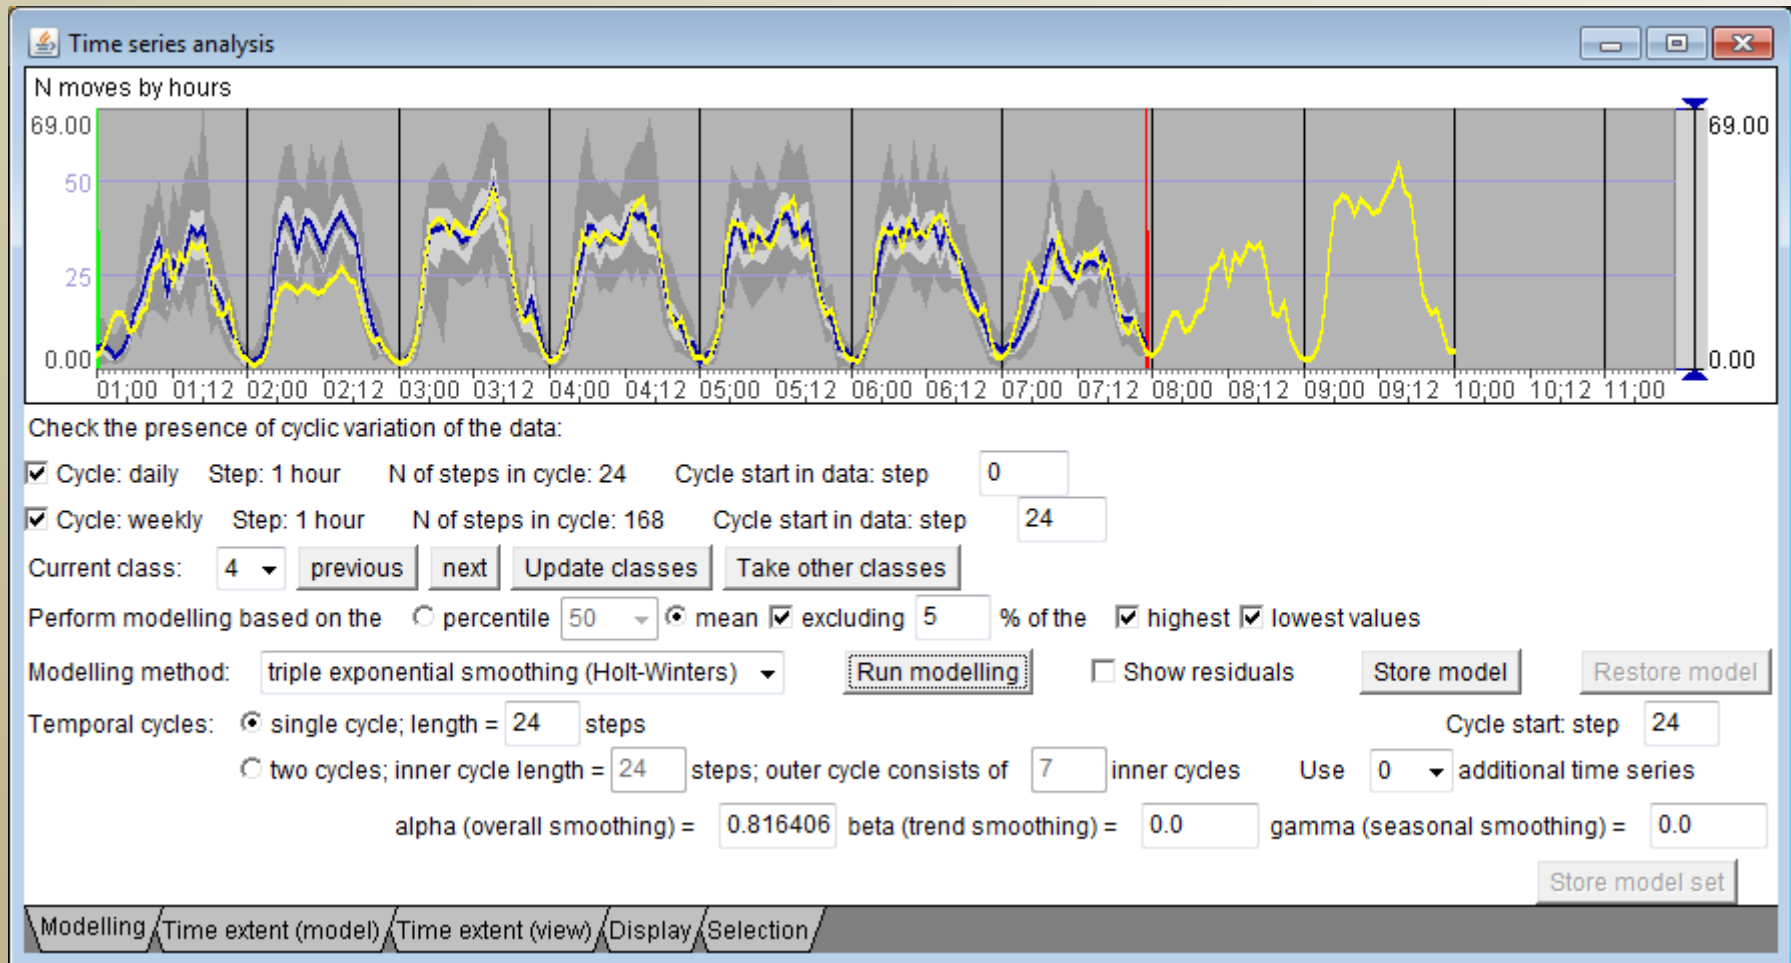 Time series analysis
N moves by hours
69.00 69.00
50
25
0.00 0.00
01;00 01;12 02;00 02;12 03;00 03;12 04;00 04;12 05;00 05;12 06;00 06;12 07;00 07;12 08;00 08;12 09;00 09;12 10;00 10;12 11;00
Check the presence of cyclic variation of the data:
Cycle: daily Step: 1 hour N of steps in cycle: 24 Cycle start in data: step 0
Cycle: weekly Step: 1 hour N of steps in cycle: 168 Cycle start in data: step 24
Current class: 4 previous next Update classes Take other classes
Perform modelling based on the percentile 50 mean excluding 5 % of the highest lowest values
Modelling method: triple exponential smoothing (Holt-Winters) Run modelling Show residuals Store model Restore model
Temporal cycles: single cycle; length = 24 steps Cycle start: step 24
two cycles; inner cycle length = 24 steps; outer cycle consists of 7 inner cycles Use 0 additional time series
alpha (overall smoothing) = 0.816406 beta (trend smoothing) = 0.0 gamma (seasonal smoothing) = 0.0
Store model set
Modelling Time extent (model) Time extent (view) Display Selection